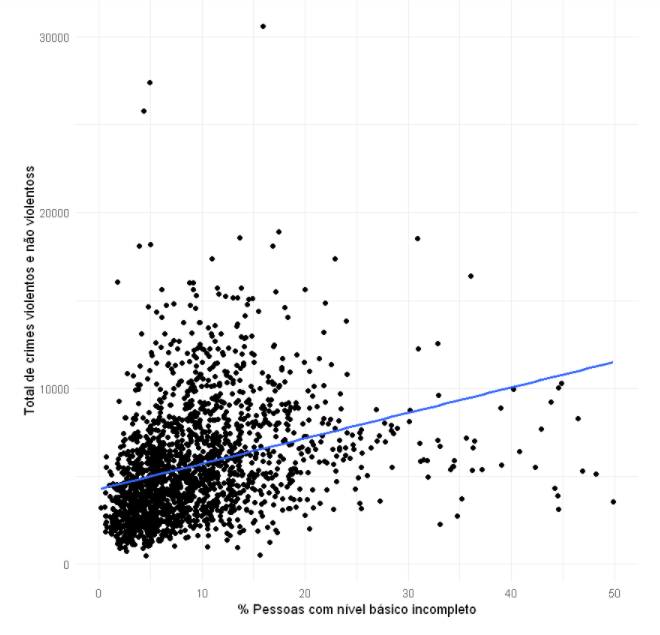 30000
20000
10000
0
Total de crimes violentos e não violentoss
0 10 20 30 40 50
% Pessoas com nível básico incompleto